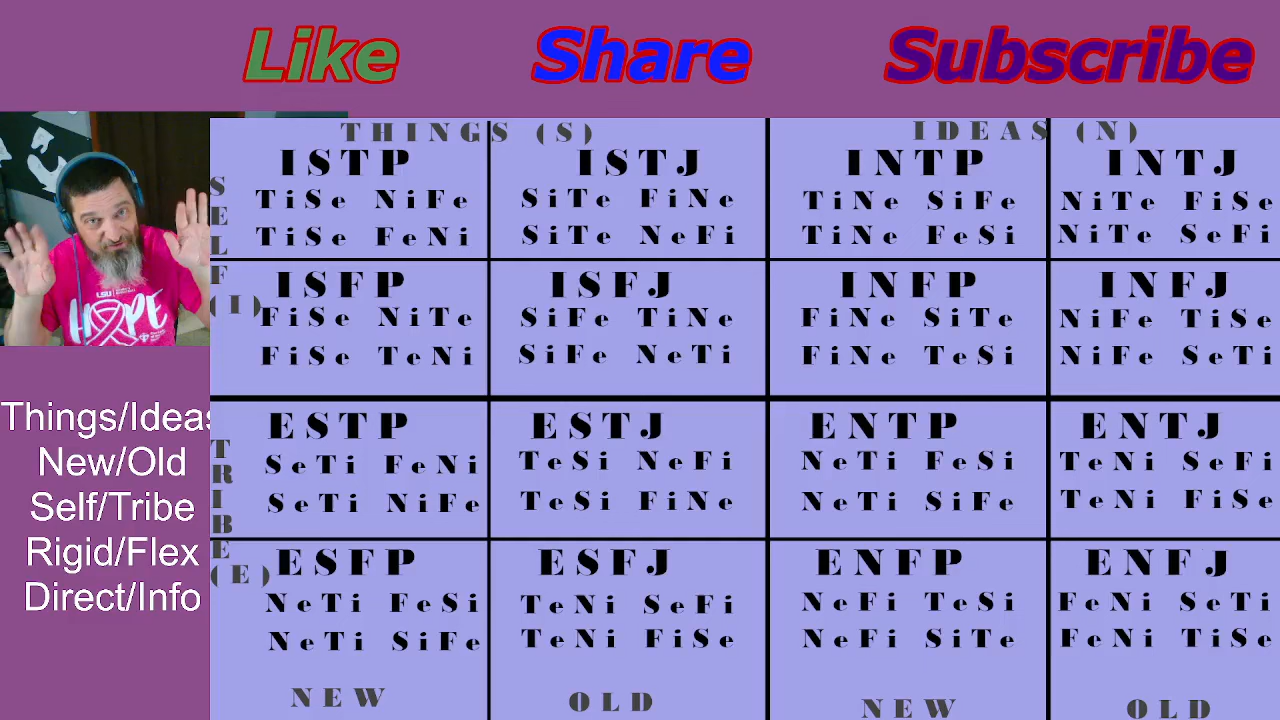 Like Share Subscribe
THINGS (S) IDEAS (N)
SELF (I)
ISTP ISTJ INTP INTJ
TiSe NiFe SiTe FiNe TiNe SiFe NiTe FiSe
TiSe FeNi SiTe NeFi TiNe FeSi NiTe SeFi
ISFP ISFJ INFP INFJ
FiSe NiTe SiFe TiNe FiNe SiTe NiFe TiSe
FiSe TeNi SiFe NeTi FiNe TeSi NiFe SeTi
TRIBE (E)
ESTP ESTJ ENTP ENTJ
SeTi FeNi TeSi NeFi NeTi FeSi TeNi SeFi
SeTi NiFe TeSi FiNe NeTi SiFe TeNi FiSe
ESFP ESFJ ENFP ENFJ
NeTi FeSi TeNi SeFi NeFi TeSi FeNi SeTi
NeTi SiFe TeNi FiSe NeFi SiTe FeNi TiSe
NEW OLD NEW OLD
LSU
HOPE
Things/Ideas
New/Old
Self/Tribe
Rigid/Flex
Direct/Info